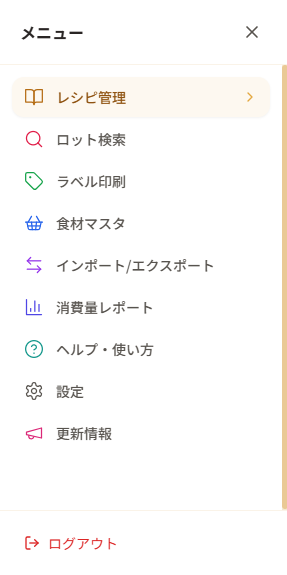 メニュー
レシピ管理
ロット検索
ラベル印刷
食材マスタ
インポート/エクスポート
消費量レポート
ヘルプ・使い方
設定
更新情報
ログアウト